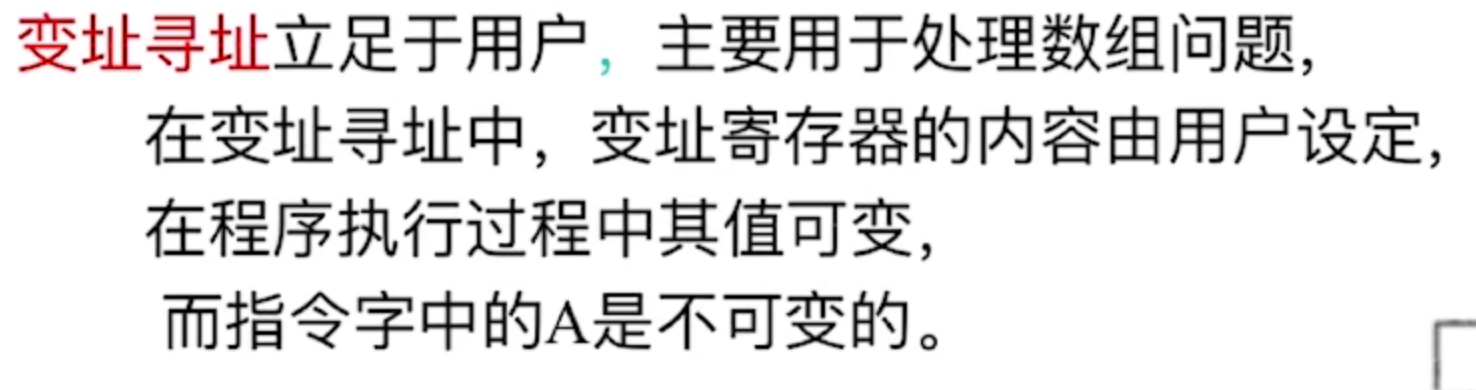 变址寻址立足于用户，主要用于处理数组问题，
在变址寻址中，变址寄存器的内容由用户设定，
在程序执行过程中其值可变，
而指令字中的A是不可变的。